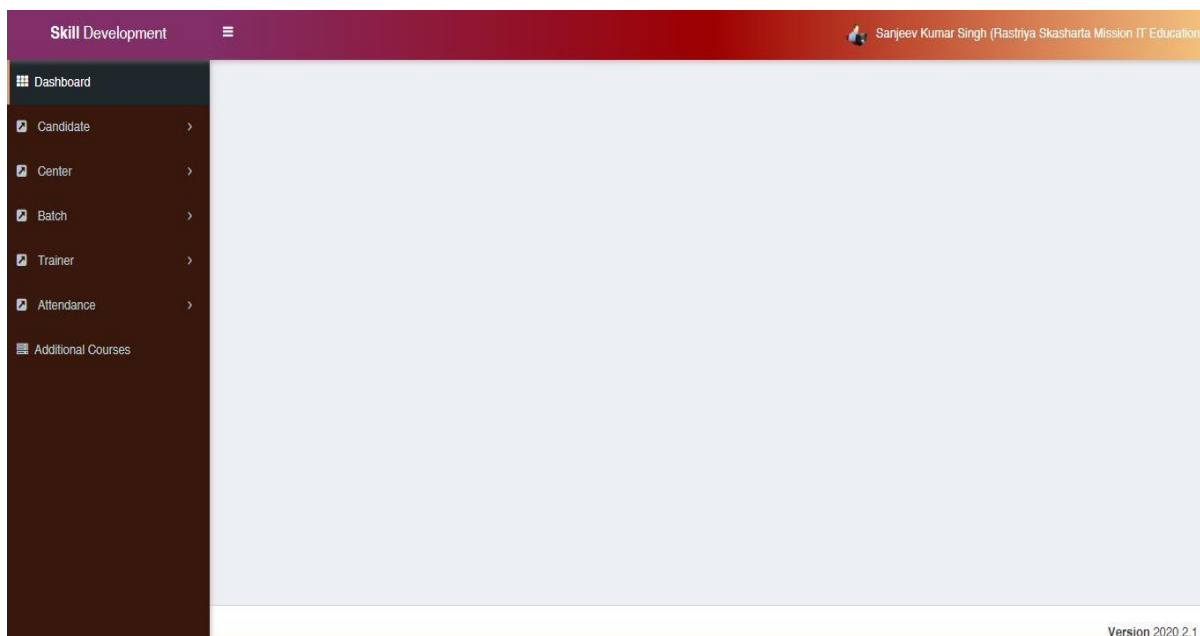 Skill Development
Sanjeev Kumar Singh (Rastriya Skasharta Mission IT Education
Dashboard
Candidate
Center
Batch
Trainer
Attendance
Additional Courses
Version 2020.2.1